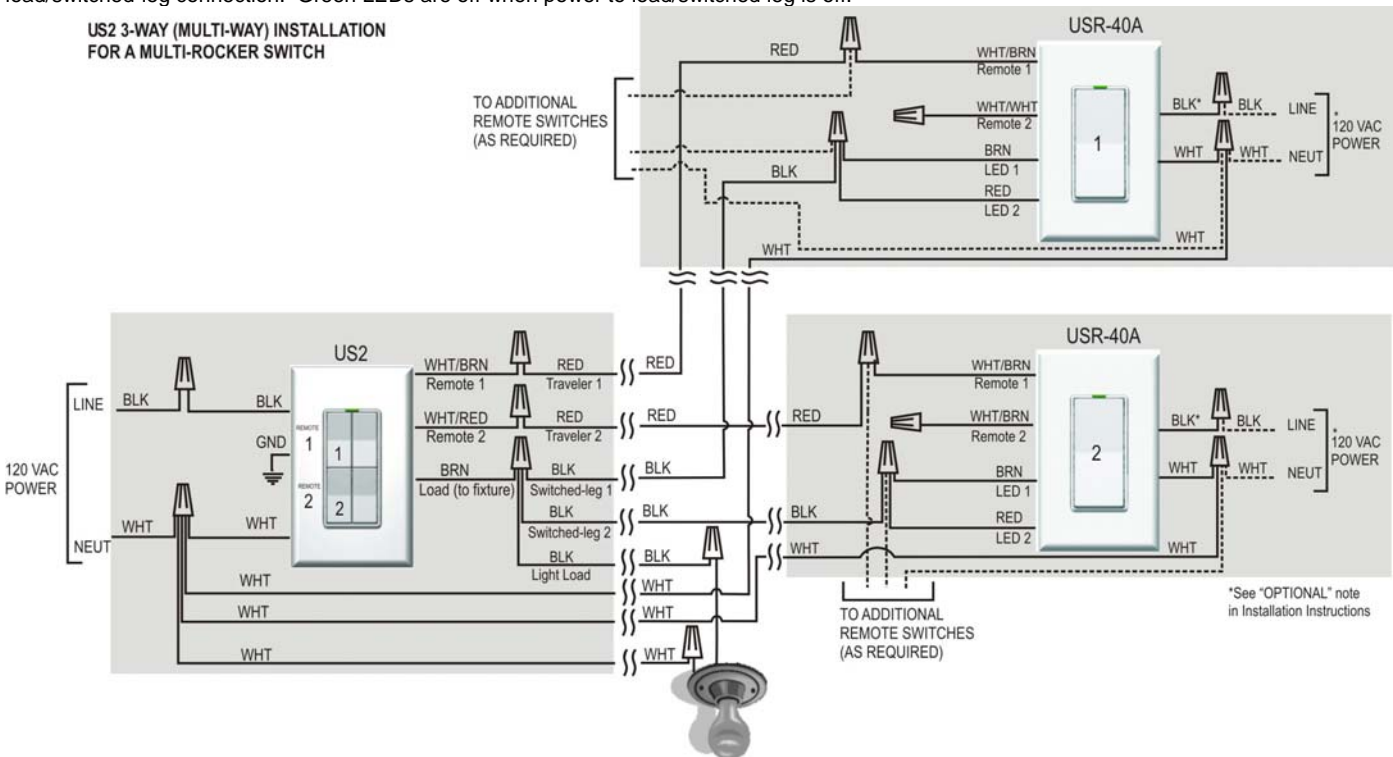 load/switched leg connection. Green LEDs are off when power to load/switched leg is off.
US2 3-WAY (MULTI-WAY) INSTALLATION
FOR A MULTI-ROCKER SWITCH
USR-40A
RED
WHT/BRN
Remote 1
TO ADDITIONAL
REMOTE SWITCHES
(AS REQUIRED)
WHT/WHT
Remote 2
BRN
LED 1
BLK
RED
LED 2
1
BLK*
BLK
LINE
WHT
WHT
NEUT
*
120 VAC
POWER
WHT
WHT
US2
LINE
BLK
BLK
GND
120 VAC
POWER
NEUT
WHT
WHT
REMOTE
1
1
REMOTE
2
2
WHT/BRN
Remote 1
RED
Traveler 1
RED
WHT/RED
Remote 2
RED
Traveler 2
RED
RED
BRN
Load (to fixture)
BLK
Switched-leg 1
BLK
BLK
Switched-leg 2
BLK
BLK
BLK
Light Load
BLK
WHT
WHT
WHT
WHT
WHT
WHT
WHT
USR-40A
WHT/BRN
Remote 1
WHT/BRN
Remote 2
BRN
LED 1
RED
LED 2
2
BLK*
BLK
LINE
WHT
WHT
NEUT
*
120 VAC
POWER
WHT
TO ADDITIONAL
REMOTE SWITCHES
(AS REQUIRED)
*See "OPTIONAL" note
in Installation Instructions